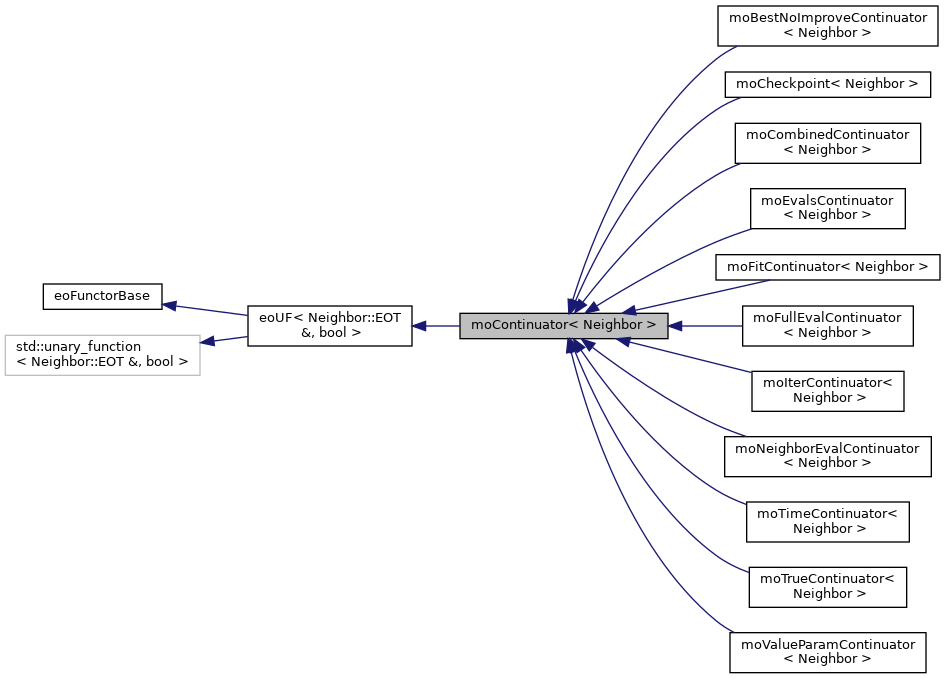 moBestNoImproveContinuator
< Neighbor >
moCheckpoint< Neighbor >
moCombinedContinuator
< Neighbor >
moEvalsContinuator
< Neighbor >
moFitContinuator< Neighbor >
eoFunctorBase
std::unary_function
< Neighbor::EOT &, bool >
eoUF< Neighbor::EOT
&, bool >
moContinuator< Neighbor >
moFullEvalContinuator
< Neighbor >
moIterContinuator<
Neighbor >
moNeighborEvalContinuator
< Neighbor >
moTimeContinuator<
Neighbor >
moTrueContinuator<
Neighbor >
moValueParamContinuator
< Neighbor >